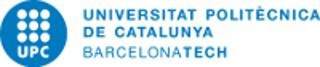 UPC
UNIVERSITAT POLITÈCNICA
DE CATALUNYA
BARCELONATECH